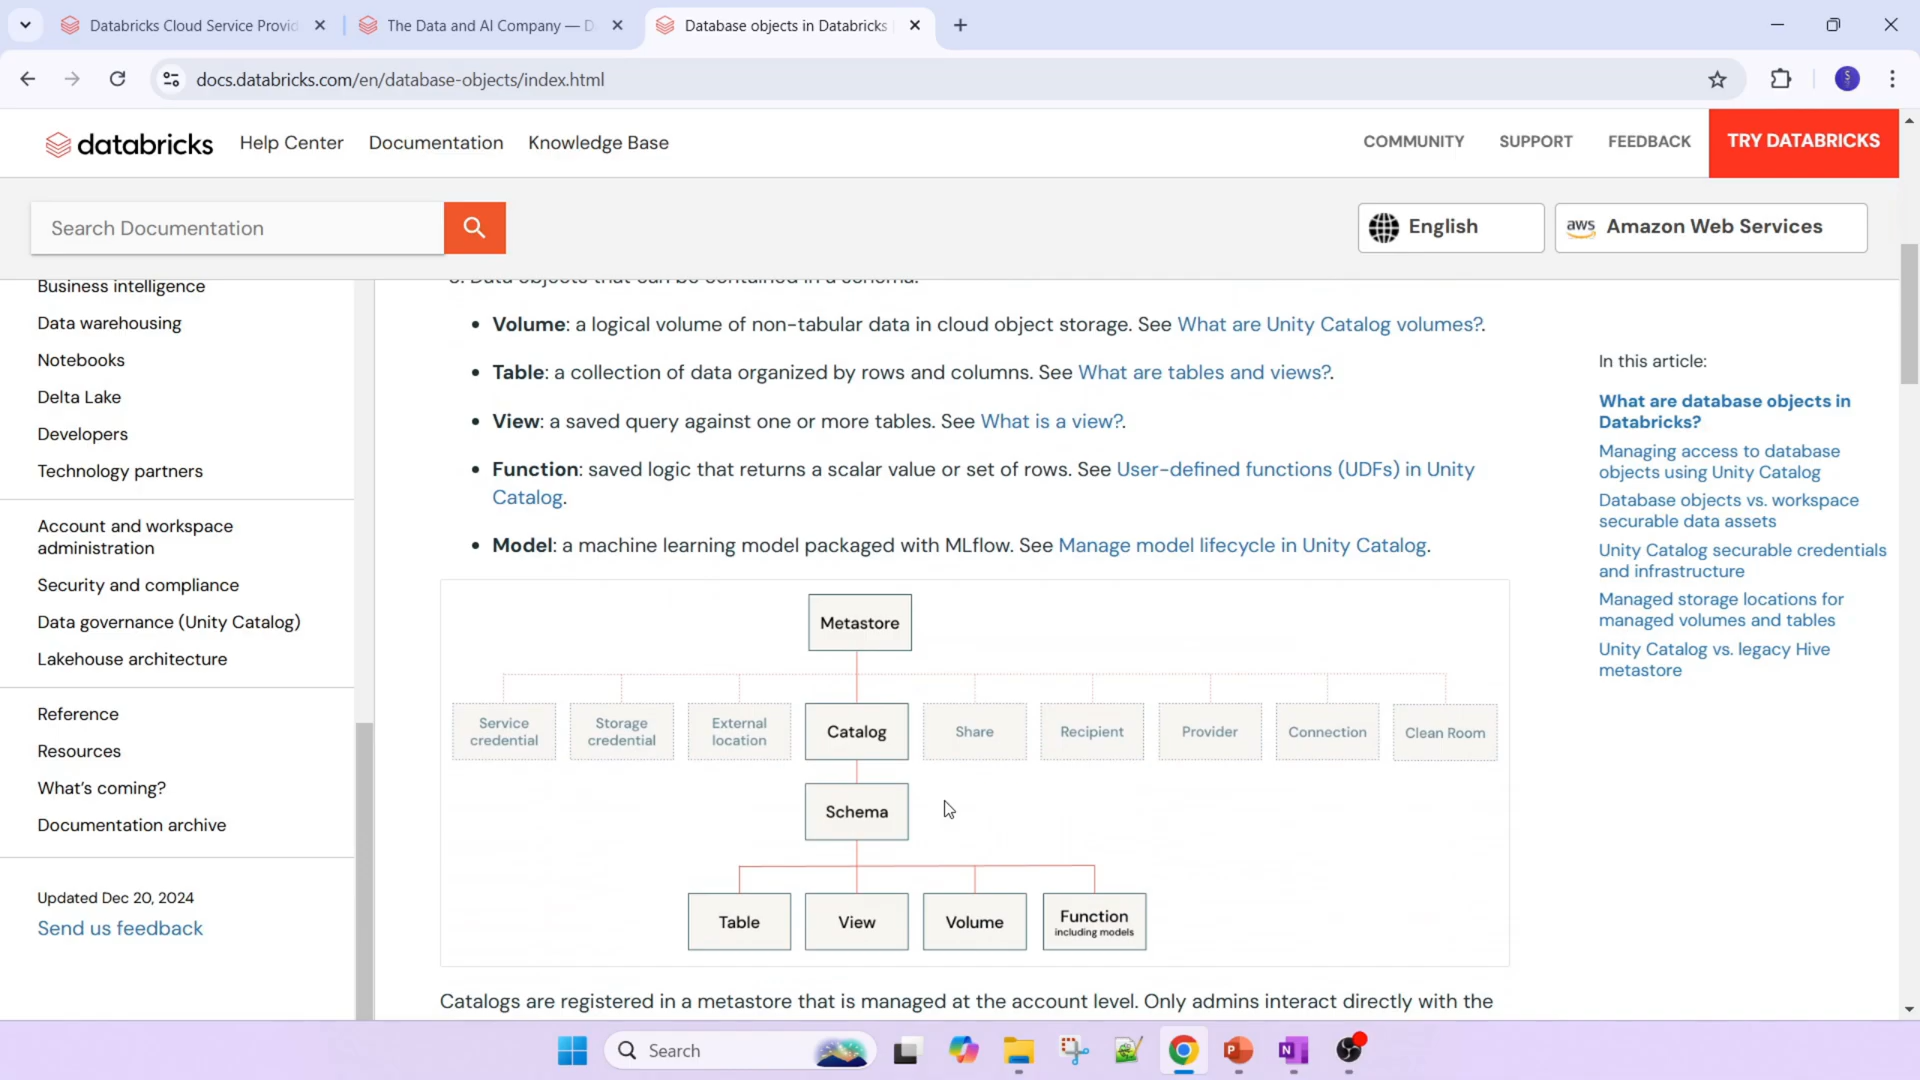 Databricks Cloud Service Provid
The Data and AI Company — D
Database objects in Databricks
docs.databricks.com/en/database-objects/index.html
databricks
Help Center
Documentation
Knowledge Base
COMMUNITY
SUPPORT
FEEDBACK
TRY DATABRICKS
Search Documentation
English
aws Amazon Web Services
Business intelligence
Data warehousing
Notebooks
Delta Lake
Developers
Technology partners
Account and workspace
administration
Security and compliance
Data governance (Unity Catalog)
Lakehouse architecture
Reference
Resources
What's coming?
Documentation archive
Updated Dec 20, 2024
Send us feedback
3. Data objects that can be contained in a schema:
• Volume: a logical volume of non-tabular data in cloud object storage. See What are Unity Catalog volumes?.
• Table: a collection of data organized by rows and columns. See What are tables and views?.
• View: a saved query against one or more tables. See What is a view?.
• Function: saved logic that returns a scalar value or set of rows. See User-defined functions (UDFs) in Unity
Catalog.
• Model: a machine learning model packaged with MLflow. See Manage model lifecycle in Unity Catalog.
Metastore
Service
credential
Storage
credential
External
location
Catalog
Share
Recipient
Provider
Connection
Clean Room
Schema
Table
View
Volume
Function
including models
Catalogs are registered in a metastore that is managed at the account level. Only admins interact directly with the
In this article:
What are database objects in
Databricks?
Managing access to database
objects using Unity Catalog
Database objects vs. workspace
securable data assets
Unity Catalog securable credentials
and infrastructure
Managed storage locations for
managed volumes and tables
Unity Catalog vs. legacy Hive
metastore
Search